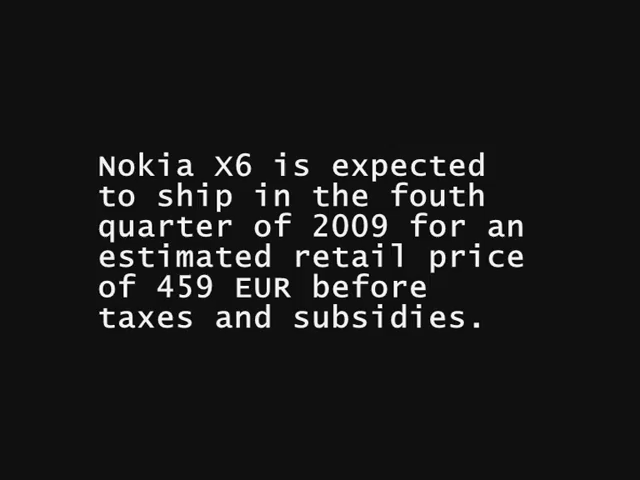 Nokia X6 is expected
to ship in the fouth
quarter of 2009 for an
estimated retail price
of 459 EUR before
taxes and subsidies.